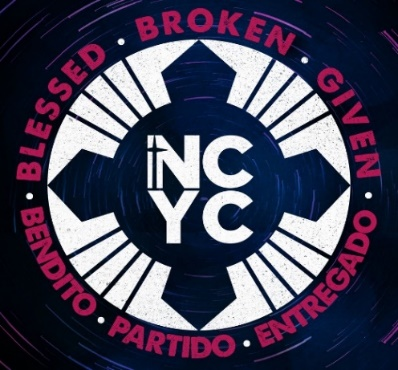 BLESSED • BROKEN • GIVEN
NC
YC
• BENDITO • PARTIDO • ENTREGADO •